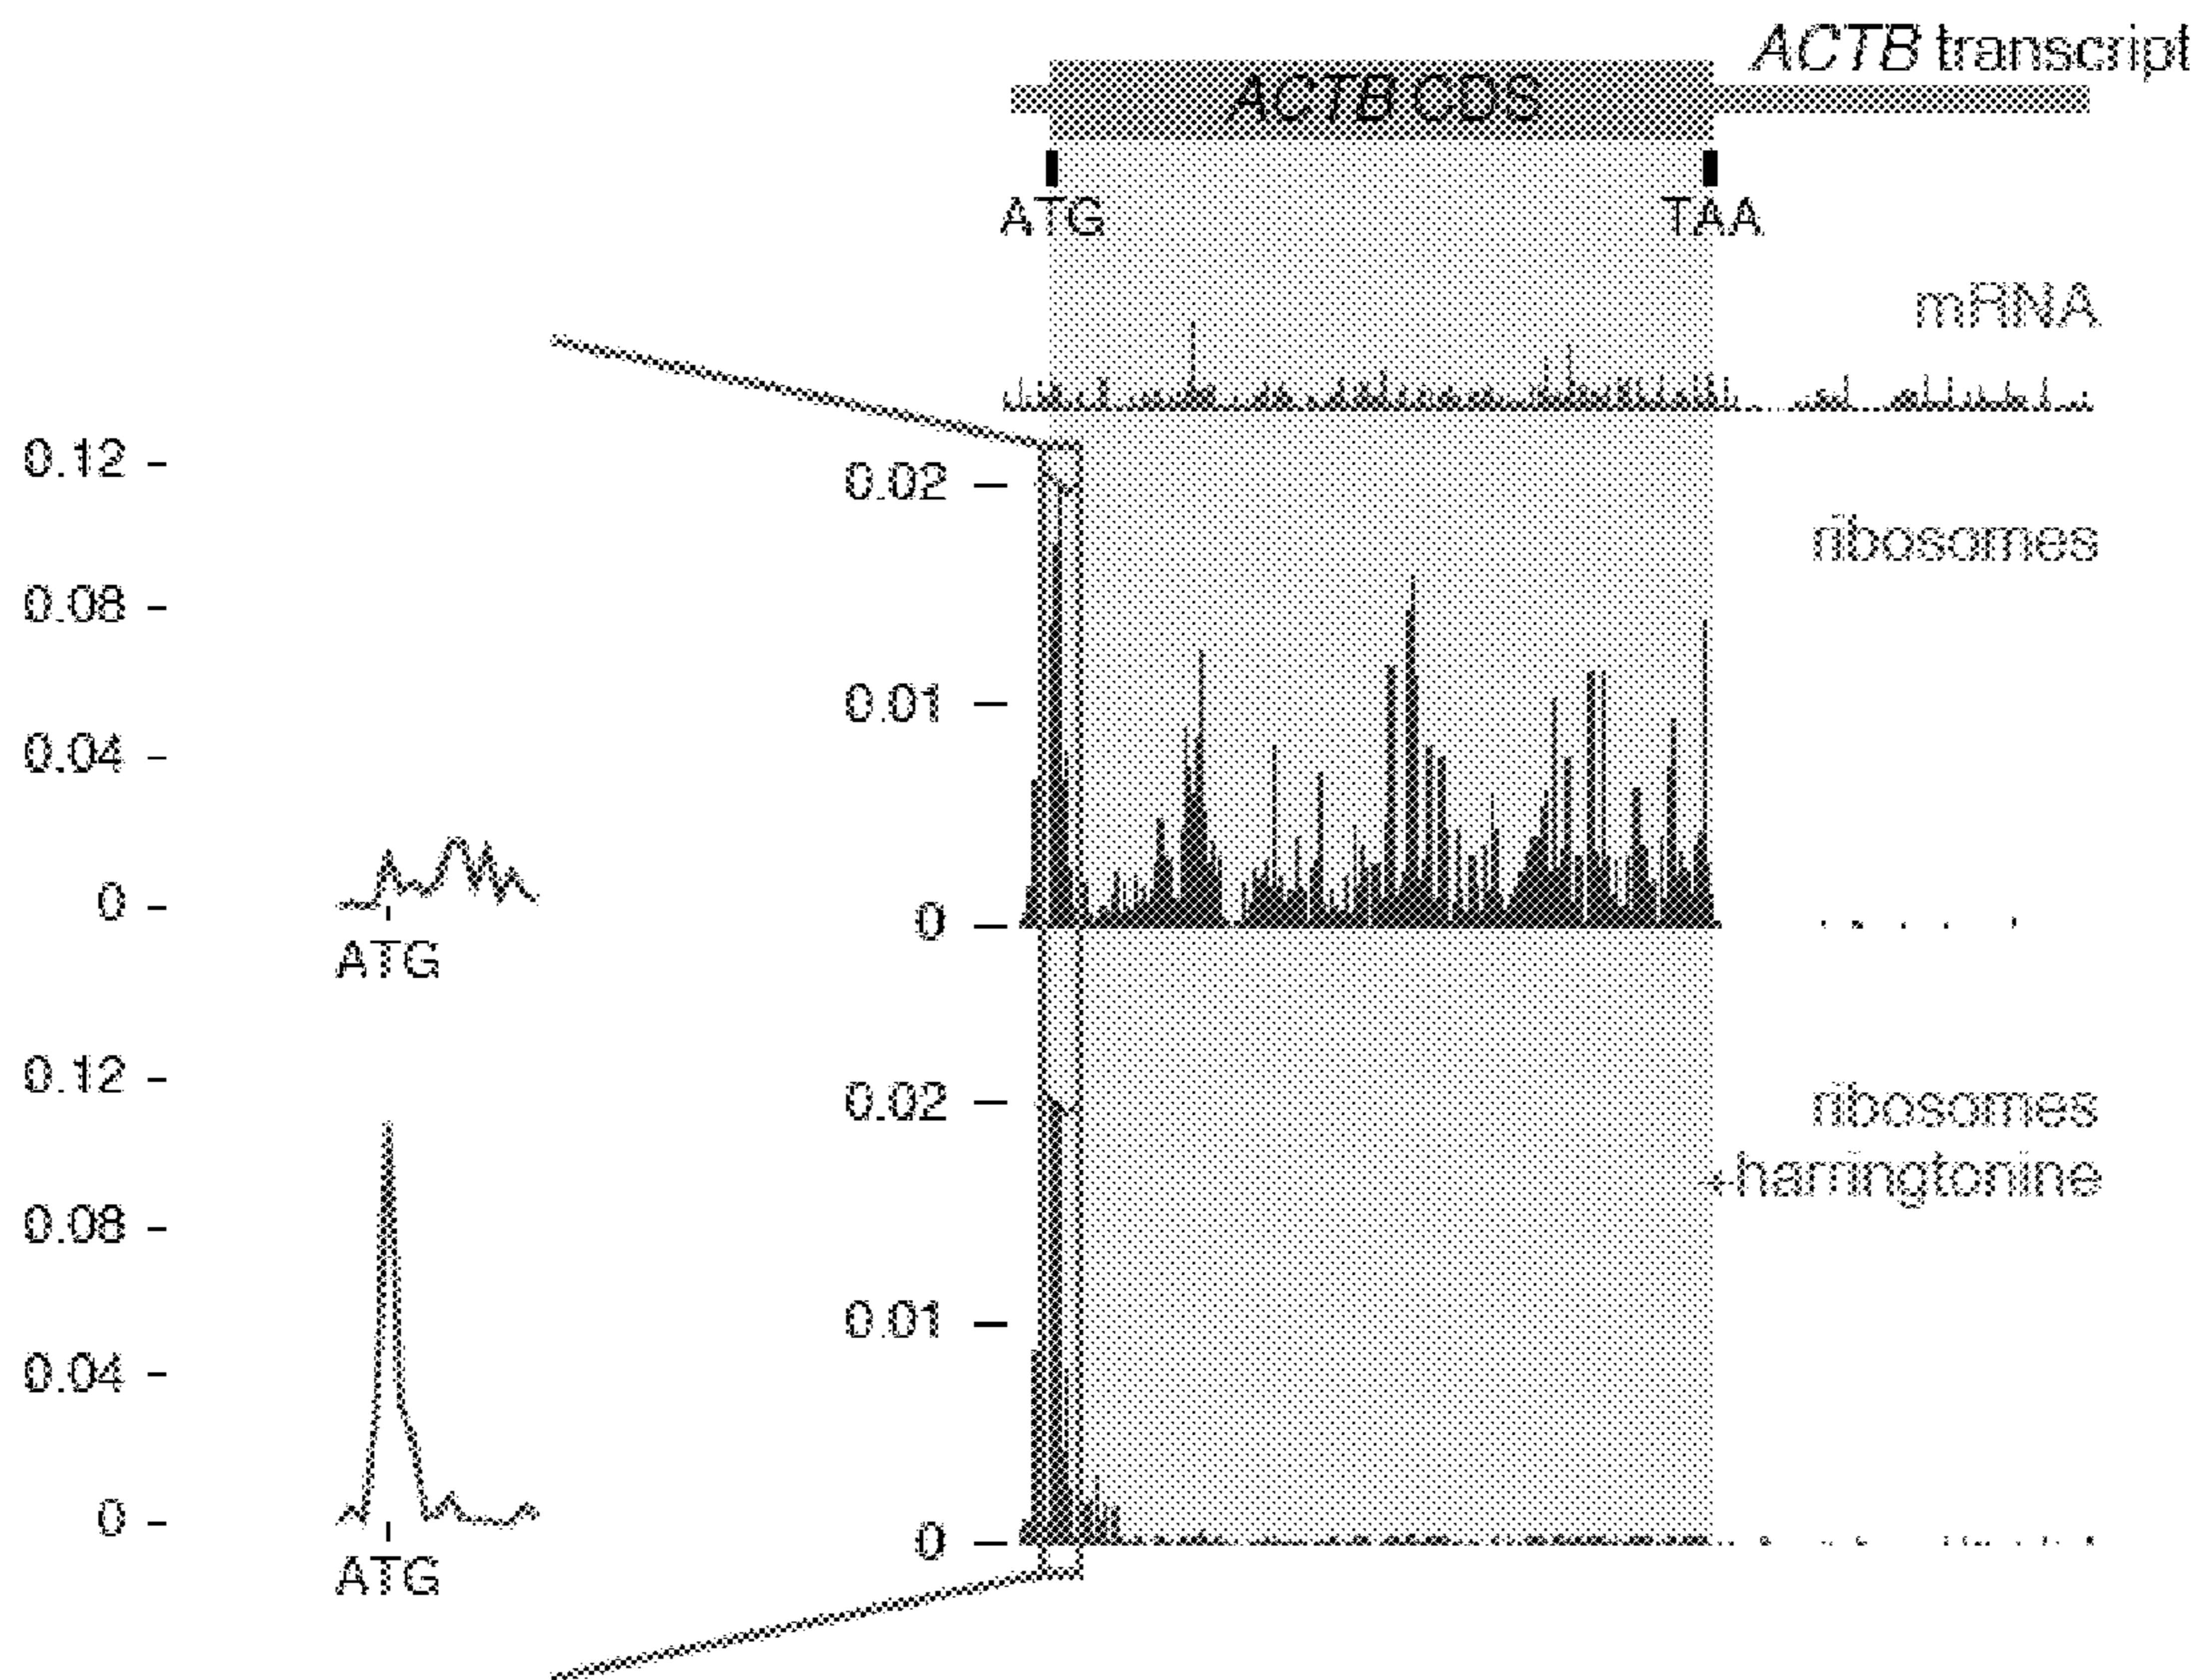 ACTB transcript
ACTB CDS
ATG
TAA
mRNA
0.12
0.08
0.04
0
ATG
0.02
0.01
0
ribosomes
0.12
0.08
0.04
0
ATG
0.02
0.01
0
ribosomes
+harringtonine